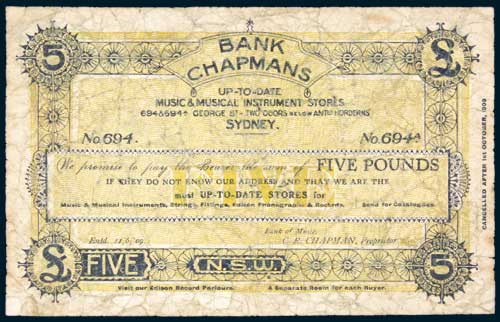 5
BANK
CHAPMANS
£
UP-TO-DATE
MUSIC & MUSICAL INSTRUMENT STORES
694 & 694A GEORGE ST - TWO DOORS BELOW ANTHY HORDERNS
SYDNEY.
No. 694.
No. 694A
We promise to pay the Bearer the sum of FIVE POUNDS
IF THEY DO NOT KNOW OUR ADDRESS AND THAT WE ARE THE
most UP-TO-DATE STORES for
Music & Musical Instruments, Strings, Fittings, Edison Phonographs & Records. Send for Catalogues.
Entd. 11/6/09.
Bank of Music.
C. E. CHAPMAN, Proprietor
£
FIVE
N.S.W.
5
Visit our Edison Record Parlours.
A Separate Room for each Buyer.
CANCELLED AFTER 1st OCTOBER, 1909